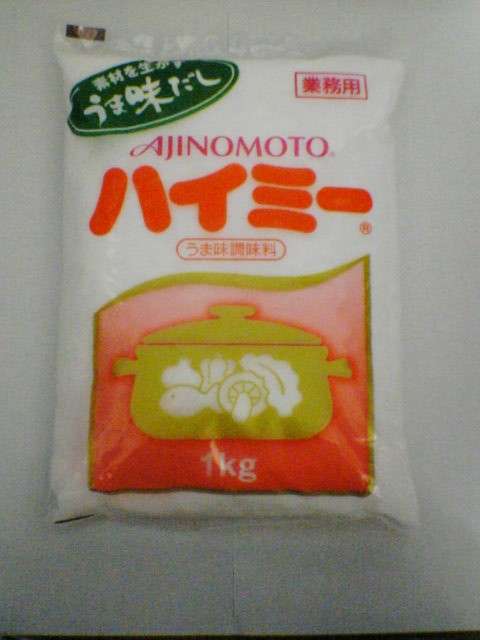 素材を生かす
うま味だし
業務用
AJINOMOTO®
ハイミー®
うま味調味料
1kg